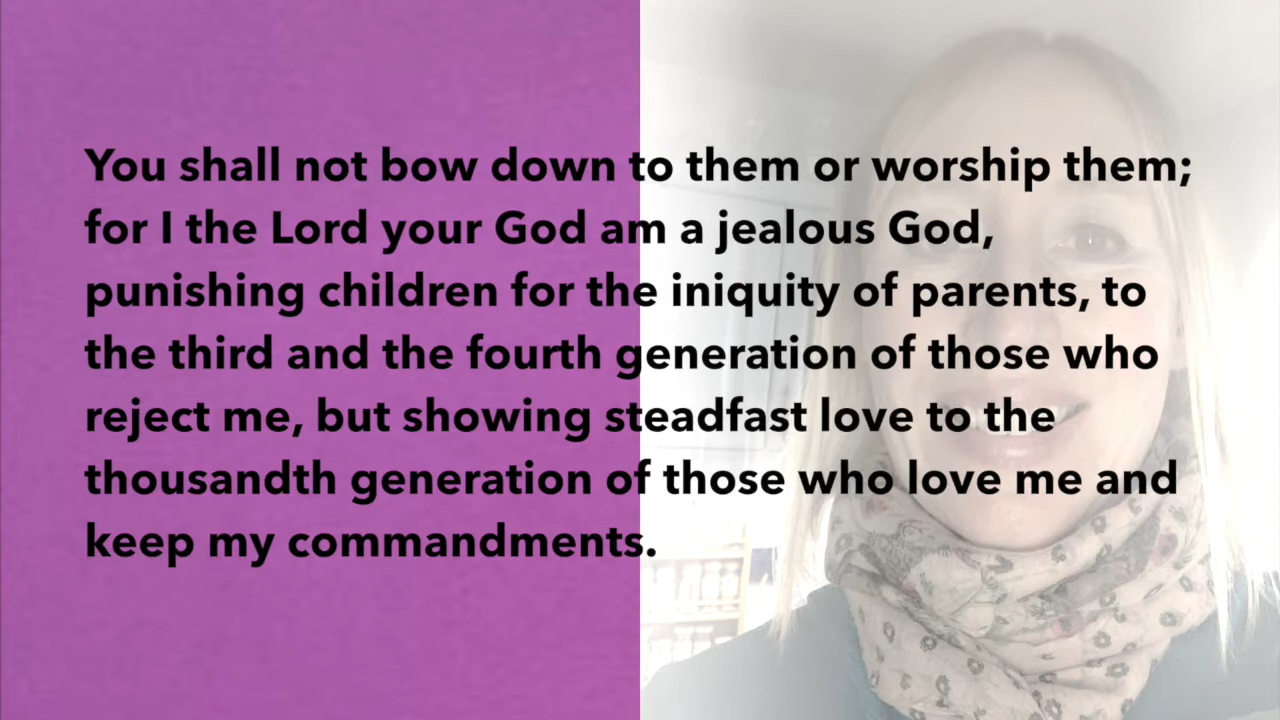 You shall not bow down to them or worship them;
for I the Lord your God am a jealous God,
punishing children for the iniquity of parents, to
the third and the fourth generation of those who
reject me, but showing steadfast love to the
thousandth generation of those who love me and
keep my commandments.